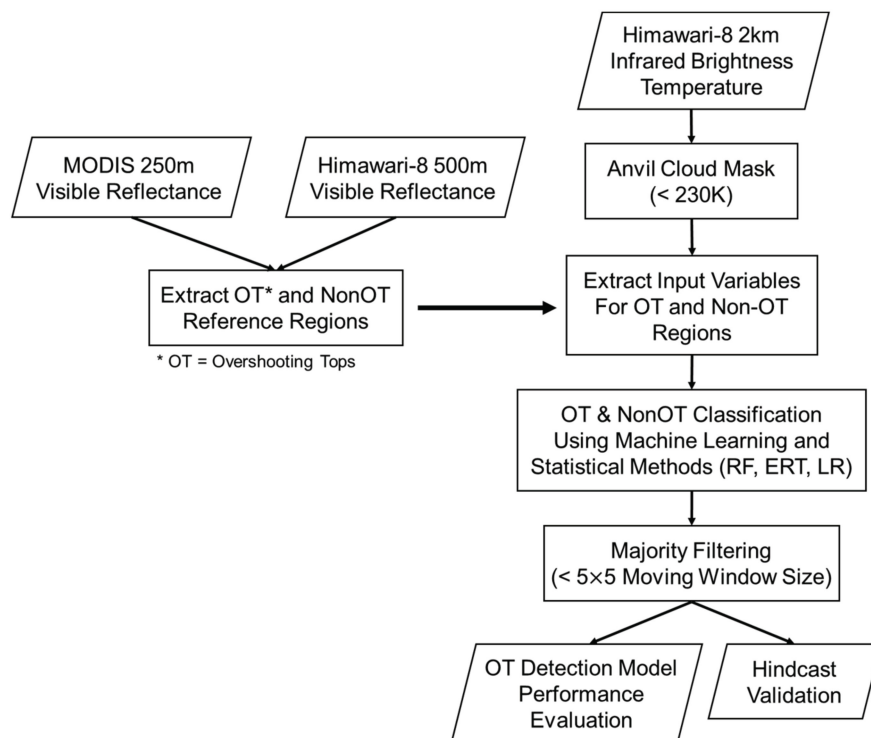 Himawari-8 2km
Infrared Brightness
Temperature
MODIS 250m
Visible Reflectance
Himawari-8 500m
Visible Reflectance
Anvil Cloud Mask
(< 230K)
Extract OT* and NonOT
Reference Regions
* OT = Overshooting Tops
Extract Input Variables
For OT and Non-OT
Regions
OT & NonOT Classification
Using Machine Learning and
Statistical Methods (RF, ERT, LR)
Majority Filtering
(< 5×5 Moving Window Size)
OT Detection Model
Performance
Evaluation
Hindcast
Validation